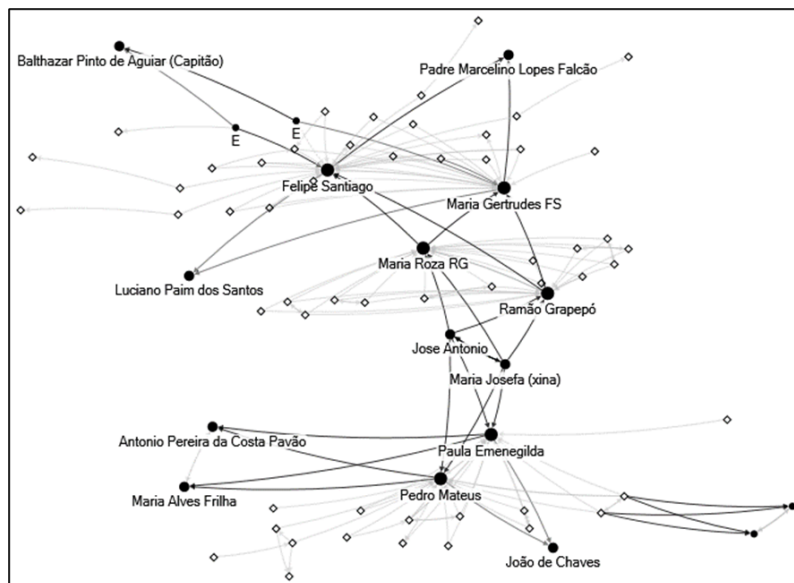 Balthazar Pinto de Aguiar (Capitão)
Padre Marcelino Lopes Falcão
E
E
Felipe Santiago
Maria Gertrudes FS
Maria Roza RG
Luciano Paim dos Santos
Ramão Grapepó
Jose Antonio
Maria Josefa (xina)
Antonio Pereira da Costa Pavão
Paula Emenegilda
Maria Alves Frilha
Pedro Mateus
João de Chaves